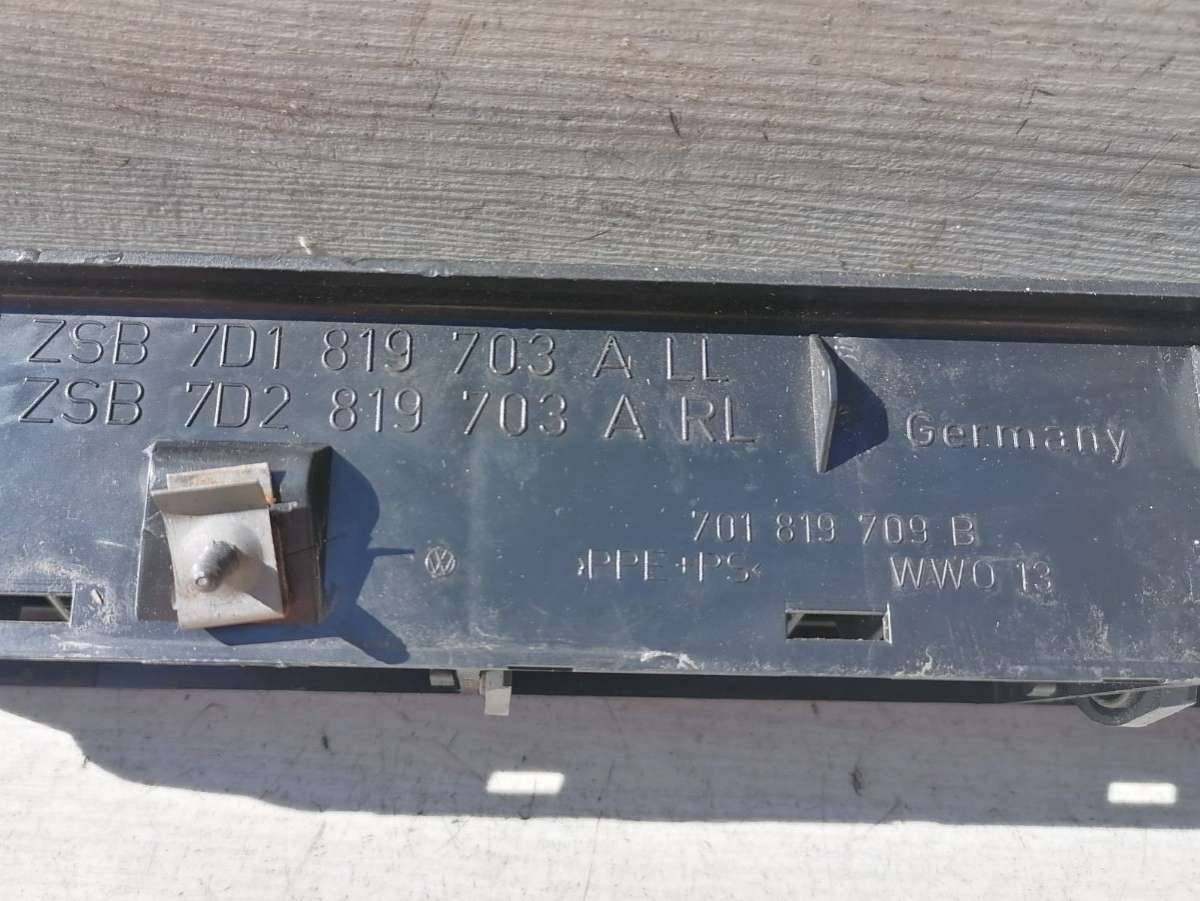 ZSB 7D1 819 703 A LL
ZSB 7D2 819 703 A RL
Germany
701 819 709 B
>PPE+PS<
WWO 13